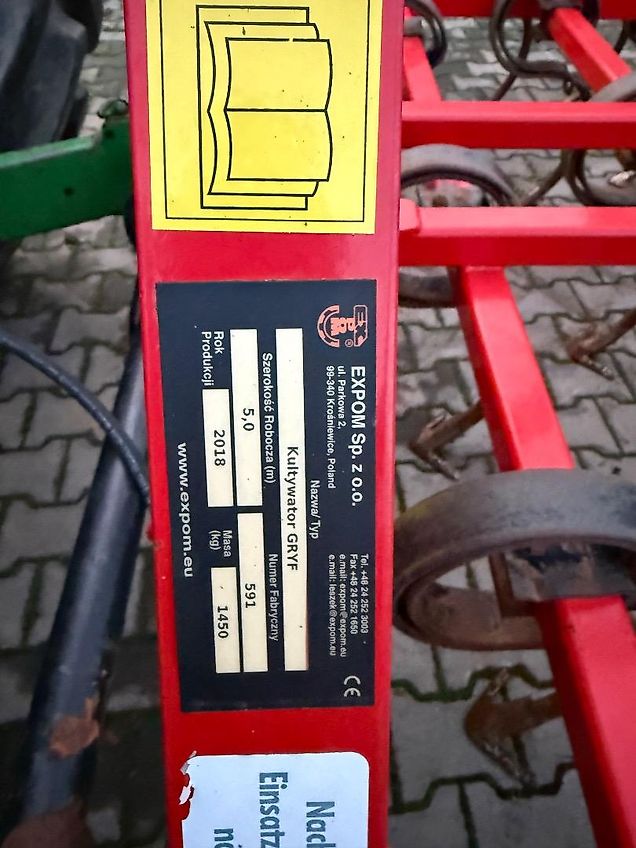 EXPOM
EXPOM Sp. z o.o.
ul. Parkowa 2,
99-340 Krośniewice, Poland
Tel. +48 24 252 3003
Fax +48 24 252 1650
e.mail: expom@expom.eu
e.mail: leszek@expom.eu
CE
Nazwa/Typ
Kultywator GRYF
Szerokość Robocza (m)
5,0
Numer Fabryczny
591
Rok
Produkcji
2018
Masa
(kg)
1450
www.expom.eu
Nach
Einsatz